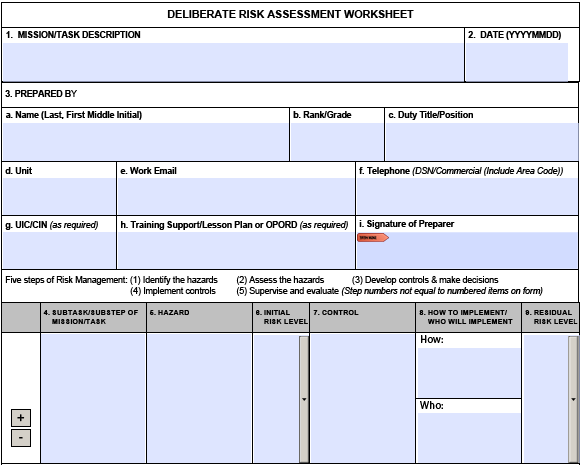 DELIBERATE RISK ASSESSMENT WORKSHEET
1. MISSION/TASK DESCRIPTION
2. DATE (YYYYMMDD)
3. PREPARED BY
a. Name (Last, First Middle Initial)
b. Rank/Grade
c. Duty Title/Position
d. Unit
e. Work Email
f. Telephone (DSN/Commercial (Include Area Code))
g. UIC/CIN (as required)
h. Training Support/Lesson Plan or OPORD (as required)
i. Signature of Preparer
Five steps of Risk Management: (1) Identify the hazards (2) Assess the hazards (3) Develop controls & make decisions
(4) Implement controls (5) Supervise and evaluate (Step numbers not equal to numbered items on form)
4. SUBTASK/SUBSTEP OF
MISSION/TASK
5. HAZARD
6. INITIAL
RISK LEVEL
7. CONTROL
8. HOW TO IMPLEMENT/
WHO WILL IMPLEMENT
9. RESIDUAL
RISK LEVEL
How:
Who:
+
-